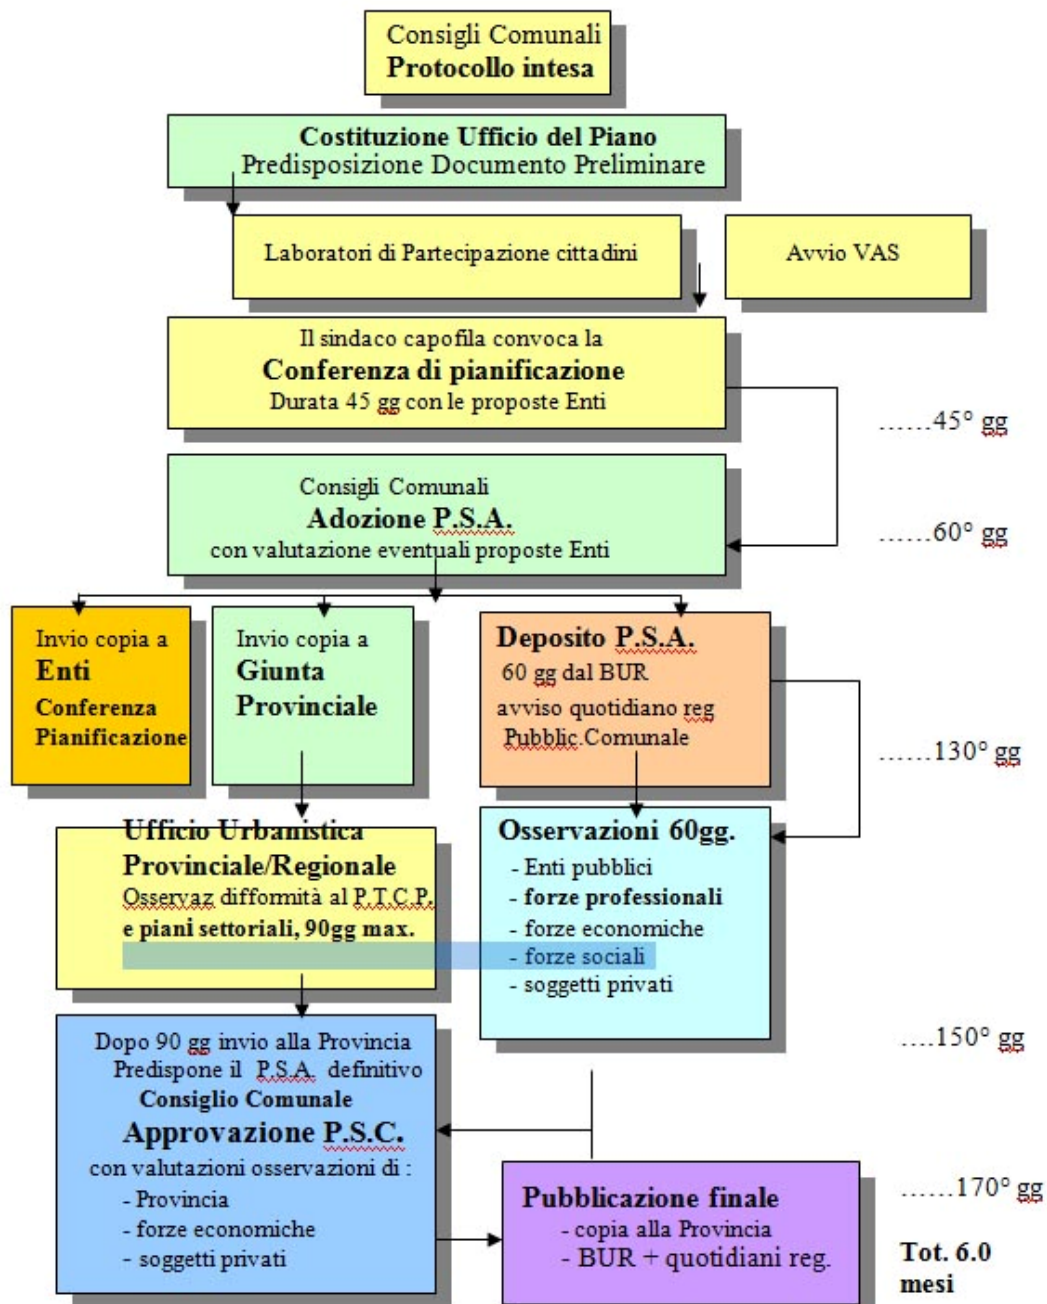 Consigli Comunali
Protocollo intesa
Costituzione Ufficio del Piano
Predisposizione Documento Preliminare
Laboratori di Partecipazione cittadini
Avvio VAS
Il sindaco capofila convoca la
Conferenza di pianificazione
Durata 45 gg con le proposte Enti
......45° gg
Consigli Comunali
Adozione P.S.A.
con valutazione eventuali proposte Enti
......60° gg
Invio copia a
Enti
Conferenza
Pianificazione
Invio copia a
Giunta
Provinciale
Deposito P.S.A.
60 gg dal BUR
avviso quotidiano reg
Pubblic.Comunale
......130° gg
Ufficio Urbanistica
Provinciale/Regionale
Osservaz difformità al P.T.C.P.
e piani settoriali, 90gg max.
Osservazioni 60gg.
- Enti pubblici
- forze professionali
- forze economiche
- forze sociali
- soggetti privati
....150° gg
Dopo 90 gg invio alla Provincia
Predispone il P.S.A. definitivo
Consiglio Comunale
Approvazione P.S.C.
con valutazioni osservazioni di :
- Provincia
- forze economiche
- soggetti privati
Pubblicazione finale
- copia alla Provincia
- BUR + quotidiani reg.
......170° gg
Tot. 6.0
mesi